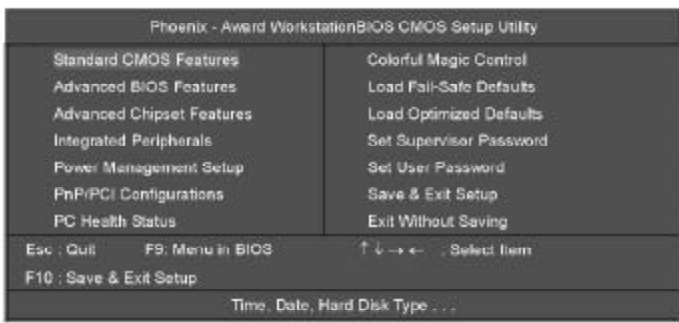 Phoenix - Award WorkstationBIOS CMOS Setup Utility
Standard CMOS Features
Advanced BIOS Features
Advanced Chipset Features
Integrated Peripherals
Power Management Setup
PnP/PCI Configurations
PC Health Status
Colorful Magic Control
Load Fail-Safe Defaults
Load Optimized Defaults
Set Supervisor Password
Set User Password
Save & Exit Setup
Exit Without Saving
Esc : Quit F9: Menu in BIOS ↑↓→← : Select Item
F10 : Save & Exit Setup
Time, Date, Hard Disk Type . . .